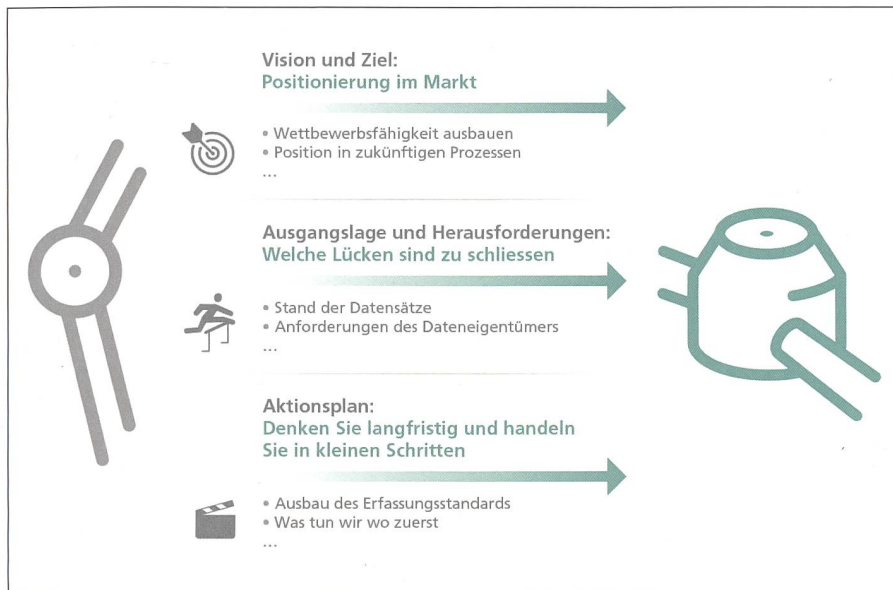 Vision und Ziel:
Positionierung im Markt
• Wettbewerbsfähigkeit ausbauen
• Position in zukünftigen Prozessen
...
Ausgangslage und Herausforderungen:
Welche Lücken sind zu schliessen
• Stand der Datensätze
• Anforderungen des Dateneigentümers
...
Aktionsplan:
Denken Sie langfristig und handeln
Sie in kleinen Schritten
• Ausbau des Erfassungsstandards
• Was tun wir wo zuerst
...